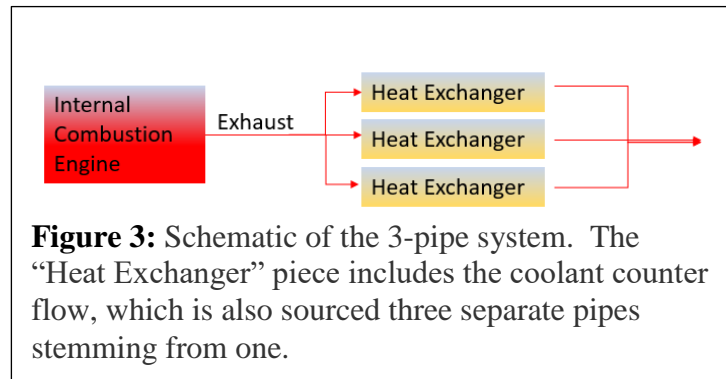 Internal
Combustion
Engine
Exhaust
Heat Exchanger
Heat Exchanger
Heat Exchanger
Figure 3: Schematic of the 3-pipe system.  The
“Heat Exchanger” piece includes the coolant counter
flow, which is also sourced three separate pipes
stemming from one.